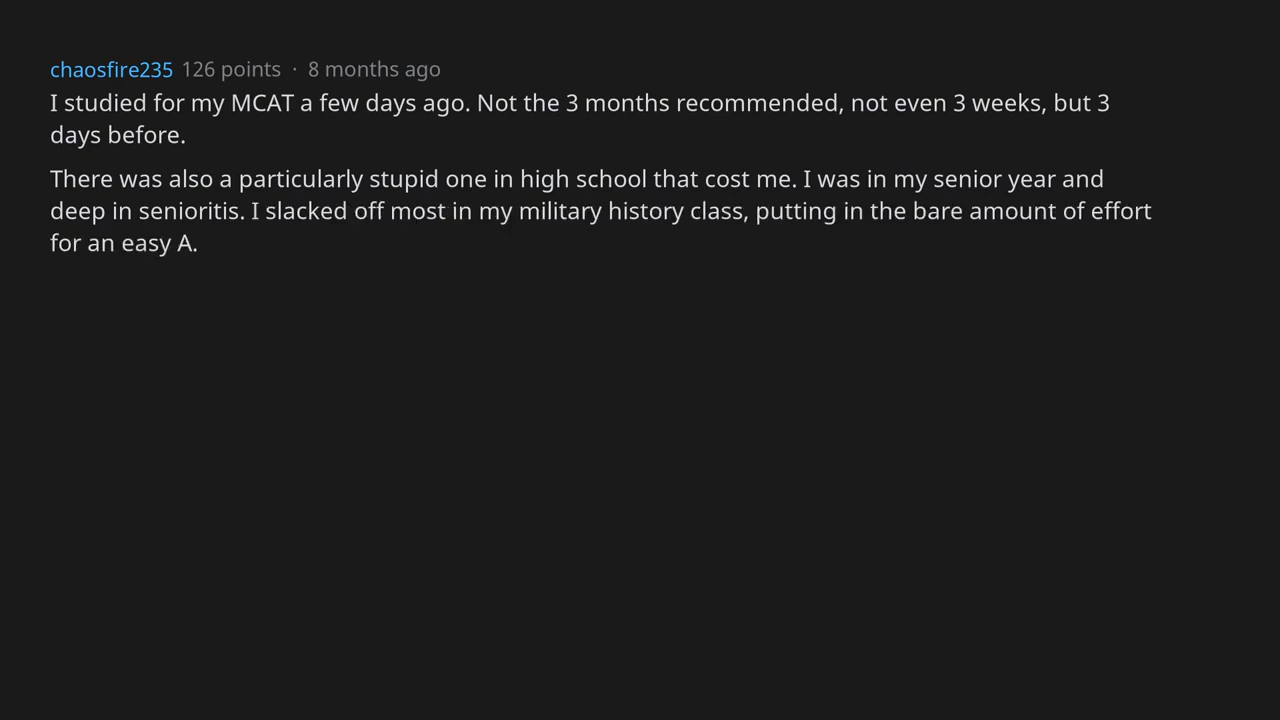 chaosfire235 126 points · 8 months ago
I studied for my MCAT a few days ago. Not the 3 months recommended, not even 3 weeks, but 3
days before.
There was also a particularly stupid one in high school that cost me. I was in my senior year and
deep in senioritis. I slacked off most in my military history class, putting in the bare amount of effort
for an easy A.